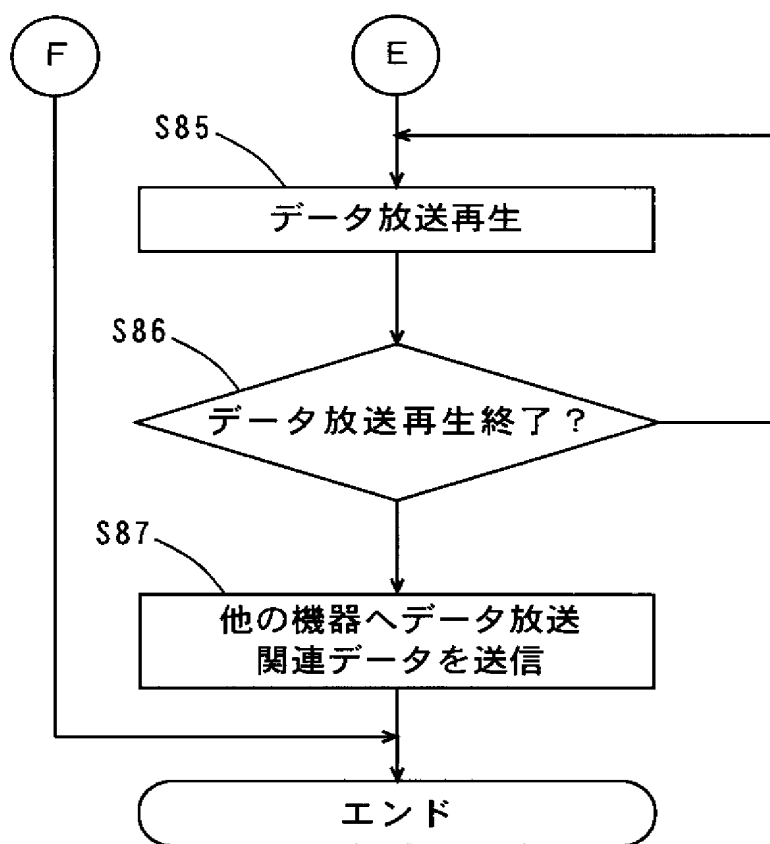 F
E
S85
データ放送再生
S86
データ放送再生終了?
S87
他の機器へデータ放送
関連データを送信
エンド